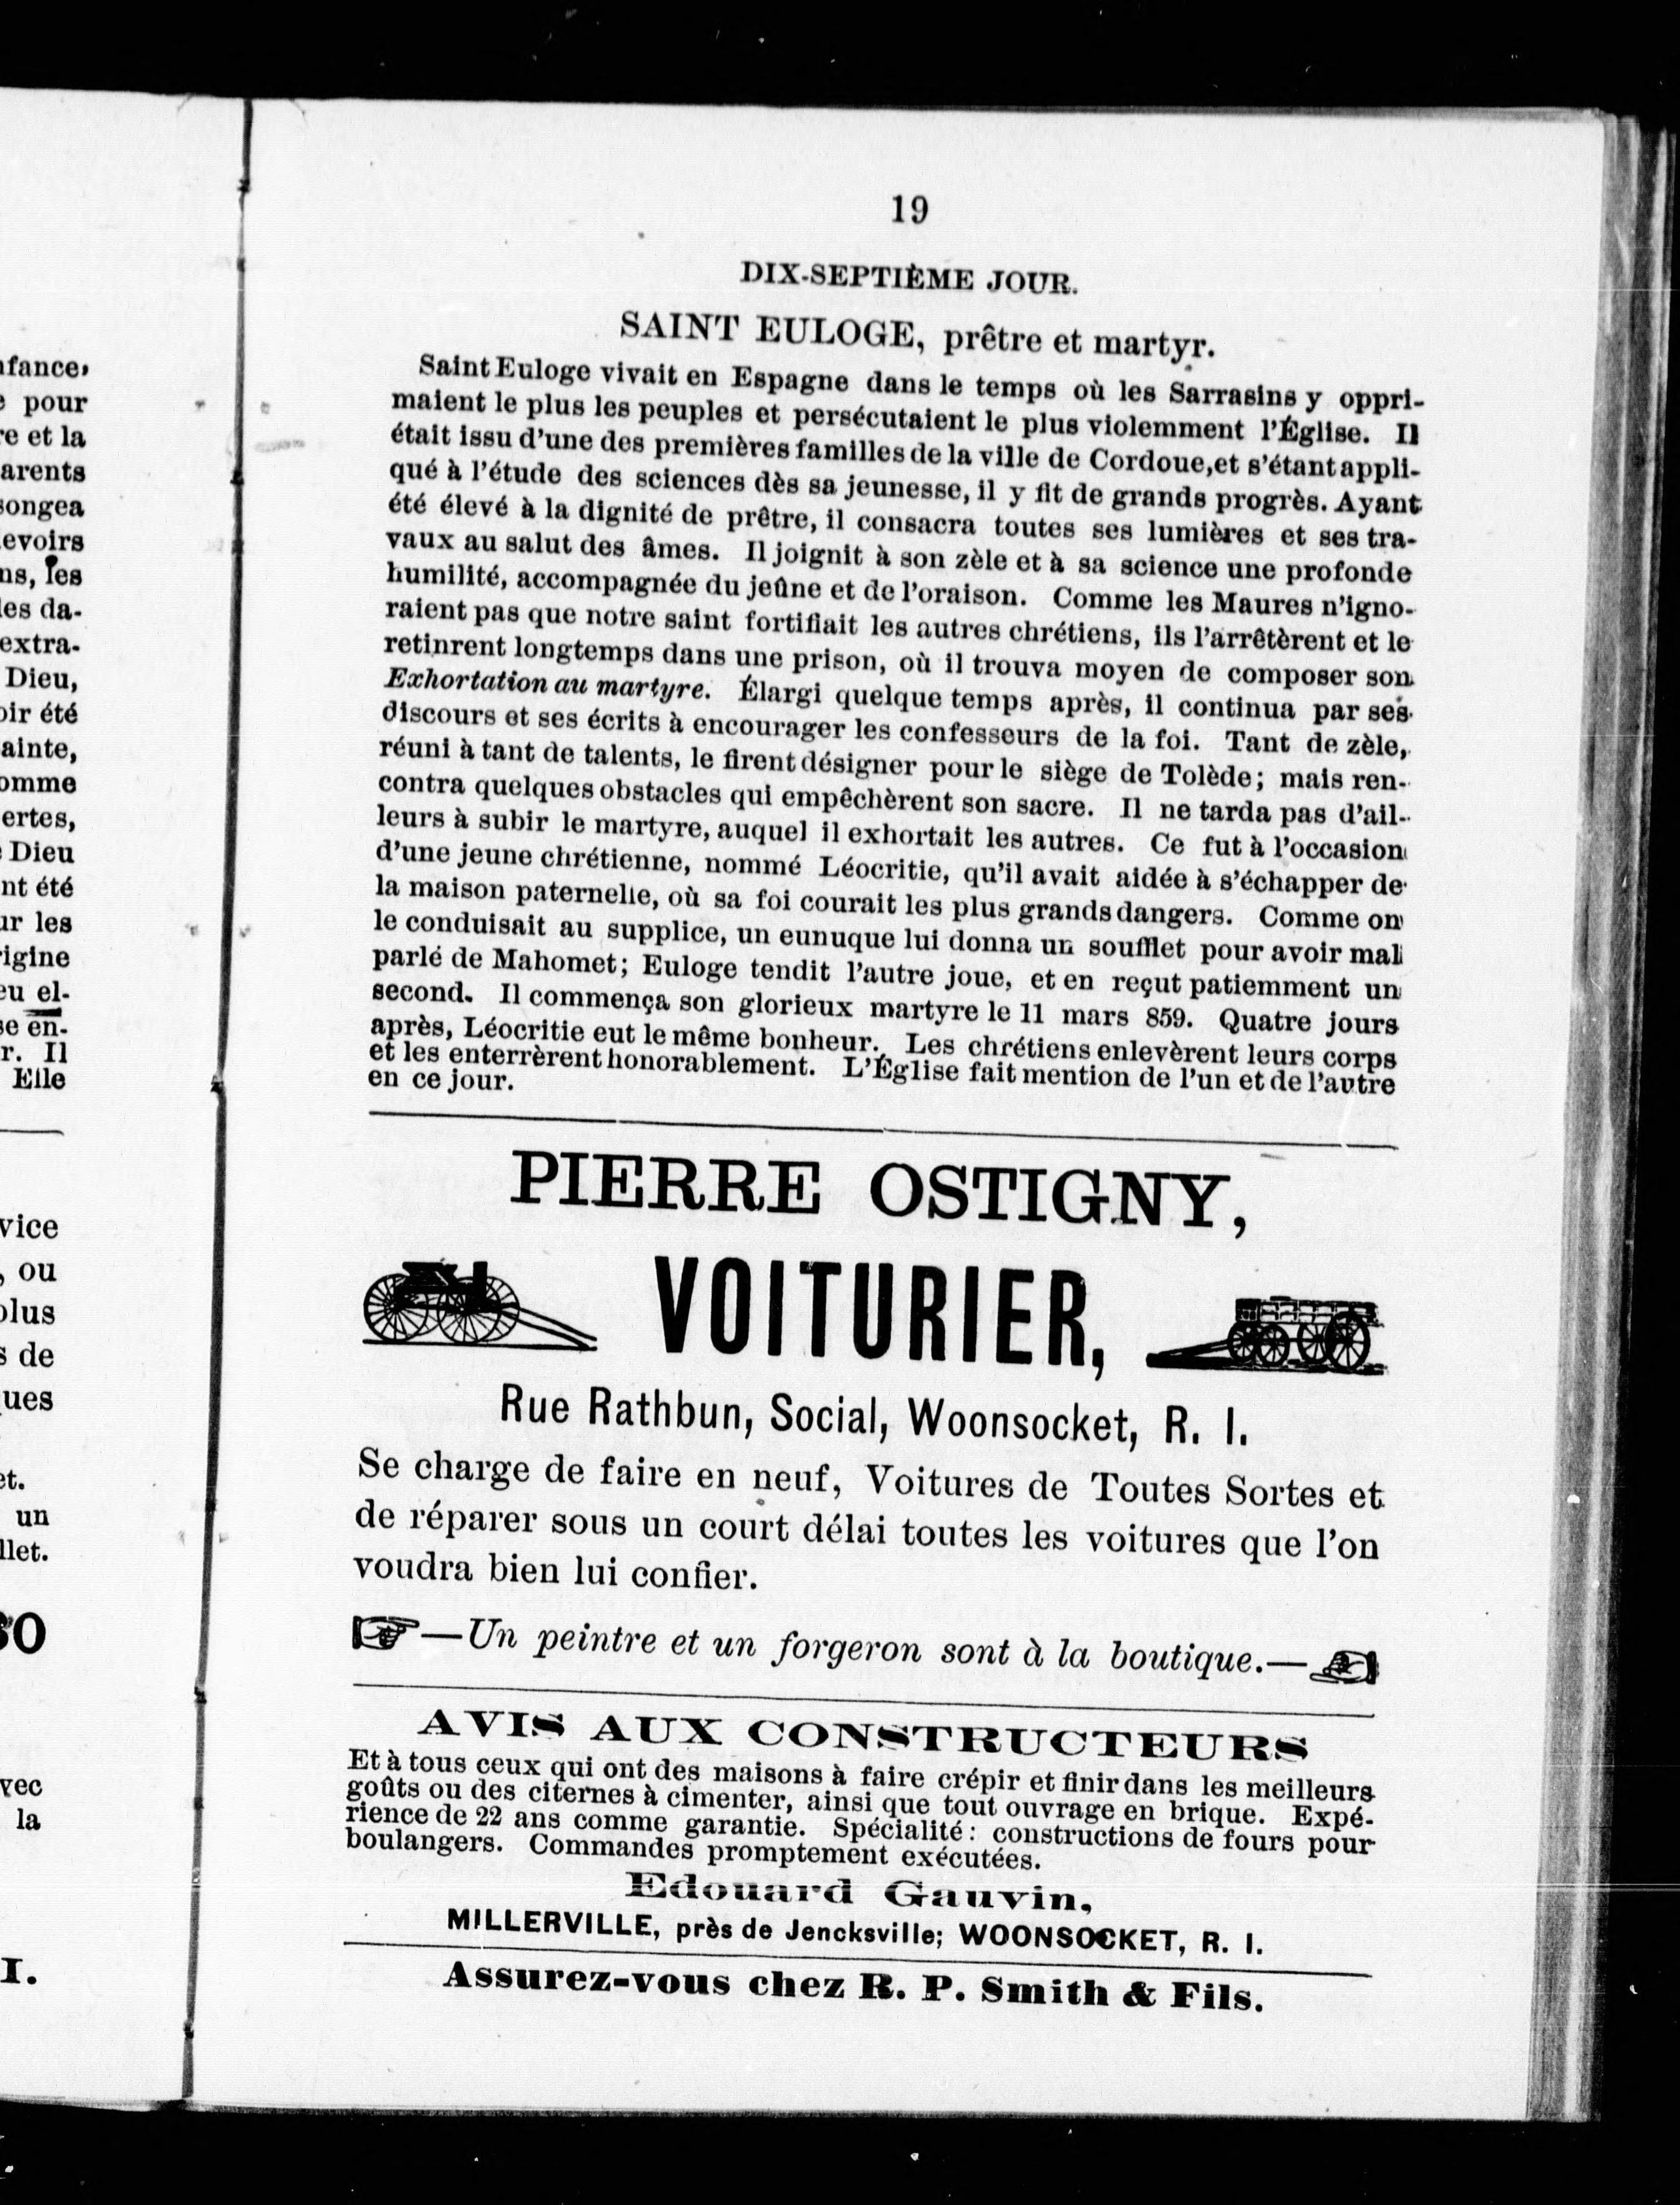 19
DIX-SEPTIÈME JOUR.
SAINT EULOGE, prêtre et martyr.
Saint Euloge vivait en Espagne dans le temps où les Sarrasins y oppri-
maient le plus les peuples et persécutaient le plus violemment l'Église. Il
était issu d'une des premières familles de la ville de Cordoue, et s'étant appli-
qué à l'étude des sciences dès sa jeunesse, il y fit de grands progrès. Ayant
été élevé à la dignité de prêtre, il consacra toutes ses lumières et ses tra-
vaux au salut des âmes. Il joignit à son zèle et à sa science une profonde
humilité, accompagnée du jeûne et de l'oraison. Comme les Maures n'igno-
raient pas que notre saint fortifiait les autres chrétiens, ils l'arrêtèrent et le
retinrent longtemps dans une prison, où il trouva moyen de composer son
Exhortation au martyre. Élargi quelque temps après, il continua par ses
discours et ses écrits à encourager les confesseurs de la foi. Tant de zèle,
réuni à tant de talents, le firent désigner pour le siège de Tolède; mais ren-
contra quelques obstacles qui empêchèrent son sacre. Il ne tarda pas d'ail-
leurs à subir le martyre, auquel il exhortait les autres. Ce fut à l'occasion
d'une jeune chrétienne, nommé Léocritie, qu'il avait aidée à s'échapper de
la maison paternelle, où sa foi courait les plus grands dangers. Comme on
le conduisait au supplice, un eunuque lui donna un soufflet pour avoir mal
parlé de Mahomet; Euloge tendit l'autre joue, et en reçut patiemment un
second. Il commença son glorieux martyre le 11 mars 859. Quatre jours
après, Léocritie eut le même bonheur. Les chrétiens enlevèrent leurs corps
et les enterrèrent honorablement. L'Église fait mention de l'un et de l'autre
en ce jour.
PIERRE OSTIGNY,
VOITURIER,
Rue Rathbun, Social, Woonsocket, R. I.
Se charge de faire en neuf, Voitures de Toutes Sortes et
de réparer sous un court délai toutes les voitures que l'on
voudra bien lui confier.
☞—Un peintre et un forgeron sont à la boutique.—☜
AVIS AUX CONSTRUCTEURS
Et à tous ceux qui ont des maisons à faire crépir et finir dans les meilleurs
goûts ou des citernes à cimenter, ainsi que tout ouvrage en brique. Expé-
rience de 22 ans comme garantie. Spécialité: constructions de fours pour
boulangers. Commandes promptement exécutées.
Edouard Gauvin,
MILLERVILLE, près de Jencksville; WOONSOCKET, R. I.
Assurez-vous chez R. P. Smith & Fils.